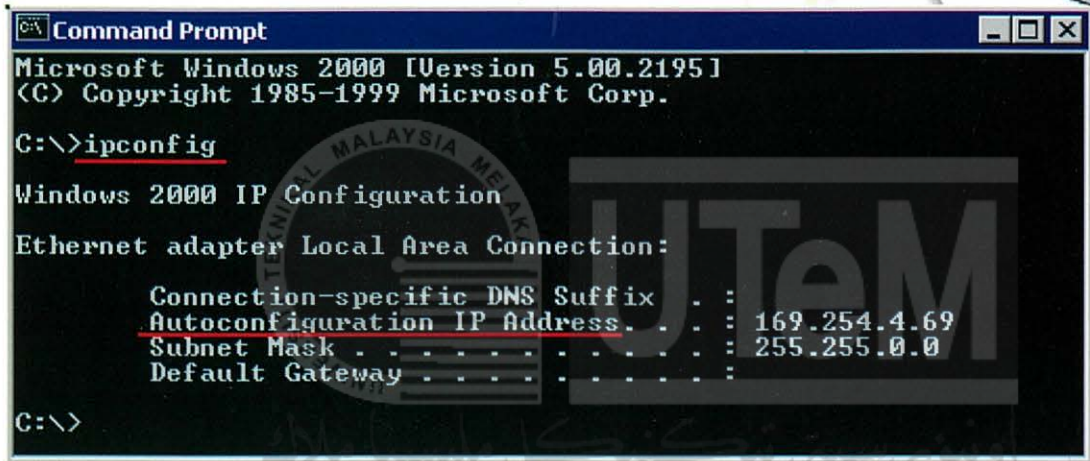 Command Prompt
Microsoft Windows 2000 [Version 5.00.2195]
(C) Copyright 1985-1999 Microsoft Corp.
C:\>ipconfig
Windows 2000 IP Configuration
Ethernet adapter Local Area Connection:
Connection-specific DNS Suffix . :
Autoconfiguration IP Address. . . : 169.254.4.69
Subnet Mask . . . . . . . . . . . : 255.255.0.0
Default Gateway . . . . . . . . . :
C:\>
UTeM